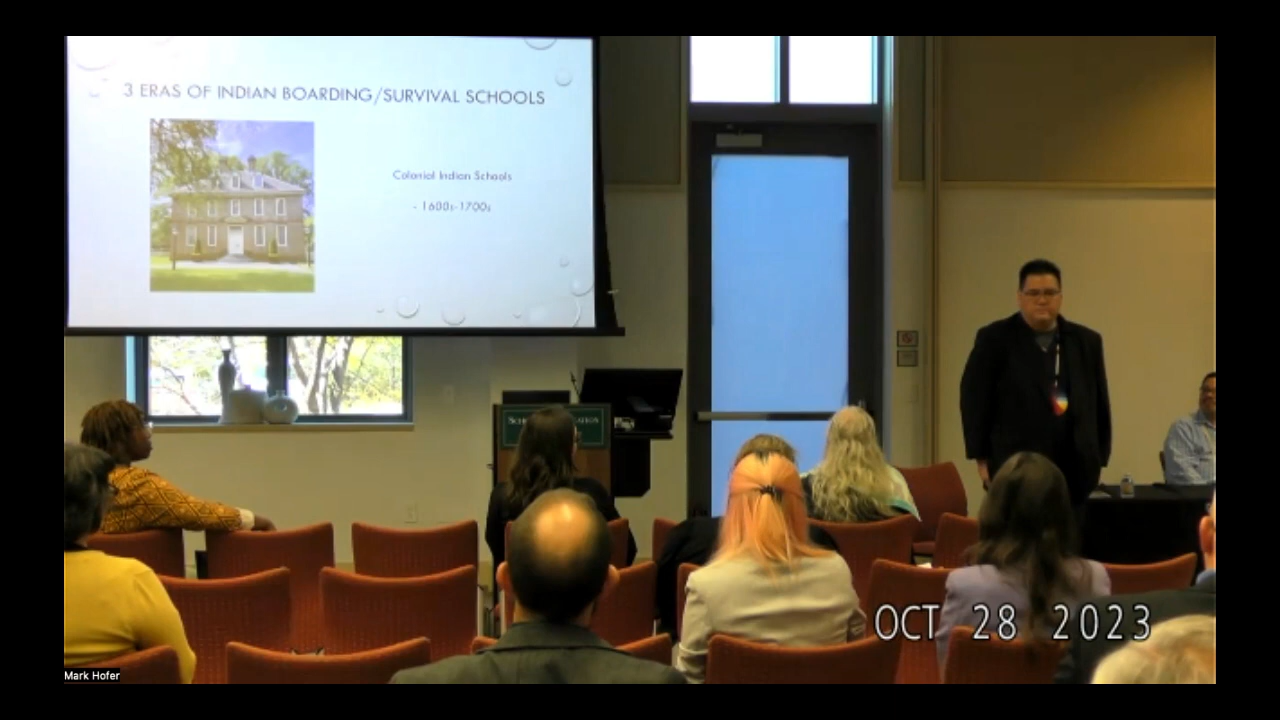 3 ERAS OF INDIAN BOARDING/SURVIVAL SCHOOLS
Colonial Indian Schools
- 1600s-1700s
OCT 28 2023
Mark Hofer